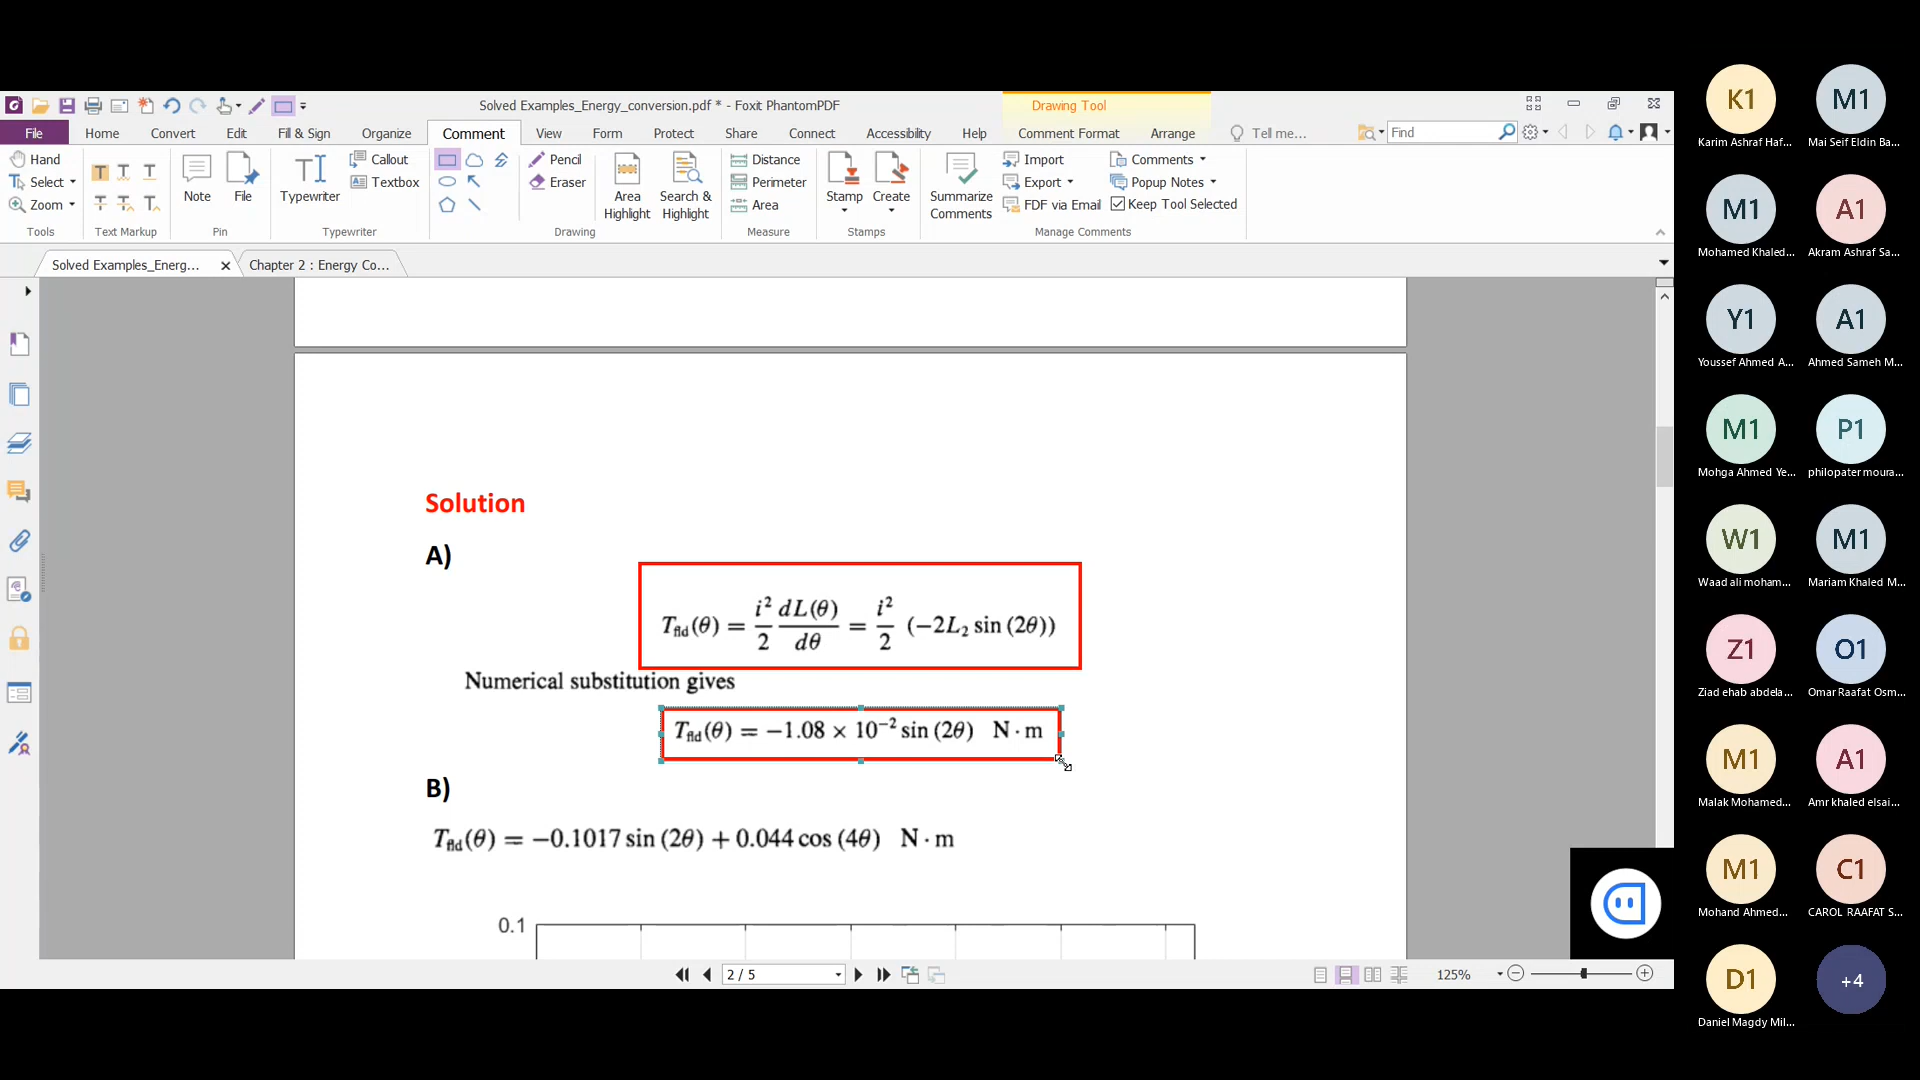 Solved Examples_Energy_conversion.pdf * - Foxit PhantomPDF
Drawing Tool
File Home Convert Edit Fill & Sign Organize Comment View Form Protect Share Connect Accessibility Help Comment Format Arrange Tell me... Find
Hand
Select
Zoom
Tools
Text Markup
Note
File
Pin
Typewriter
Callout
Textbox
Typewriter
Pencil
Eraser
Area Highlight
Search & Highlight
Drawing
Distance
Perimeter
Area
Measure
Stamp
Create
Stamps
Summarize Comments
Import
Export
FDF via Email
Comments
Popup Notes
Keep Tool Selected
Manage Comments
Solved Examples_Energ...
Chapter 2 : Energy Co...
Solution
A)
T_fld(θ) = i²/2 dL(θ)/dθ = i²/2 (−2L₂ sin (2θ))
Numerical substitution gives
T_fld(θ) = −1.08 × 10⁻² sin (2θ) N · m
B)
T_fld(θ) = −0.1017 sin (2θ) + 0.044 cos (4θ) N · m
0.1
2 / 5
125%
K1 M1
Karim Ashraf Haf... Mai Seif Eldin Ba...
M1 A1
Mohamed Khaled... Akram Ashraf Sa...
Y1 A1
Youssef Ahmed A... Ahmed Sameh M...
M1 P1
Mohga Ahmed Ye... philopater moura...
W1 M1
Waad ali moham... Mariam Khaled M...
Z1 O1
Ziad ehab abdela... Omar Raafat Osm...
M1 A1
Malak Mohamed... Amr khaled elsai...
M1 C1
Mohand Ahmed... CAROL RAAFAT S...
D1 +4
Daniel Magdy Mil...